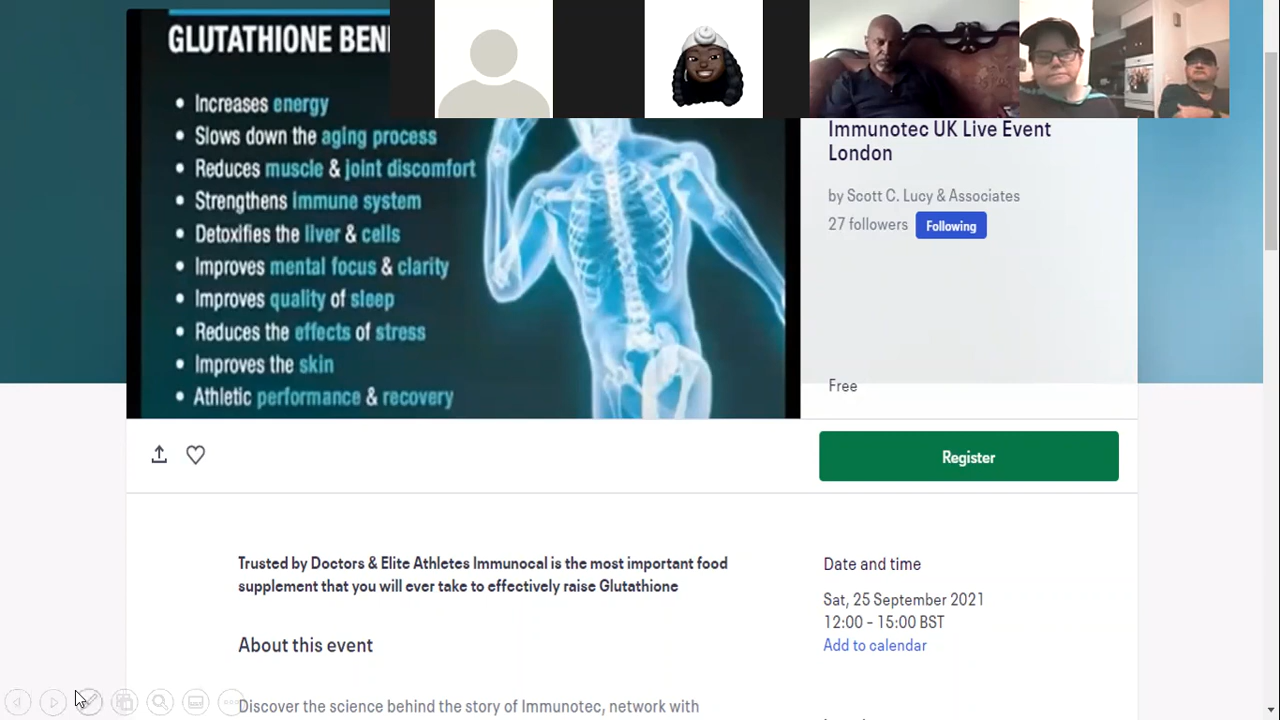 GLUTATHIONE BEN
• Increases energy
• Slows down the aging process
• Reduces muscle & joint discomfort
• Strengthens Immune system
• Detoxifies the liver & cells
• Improves mental focus & clarity
• Improves quality of sleep
• Reduces the effects of stress
• Improves the skin
• Athletic performance & recovery
Immunotec UK Live Event
London
by Scott C. Lucy & Associates
27 followers Following
Free
Register
Trusted by Doctors & Elite Athletes Immunocal is the most important food
supplement that you will ever take to effectively raise Glutathione
About this event
Discover the science behind the story of Immunotec, network with
Date and time
Sat, 25 September 2021
12:00 - 15:00 BST
Add to calendar